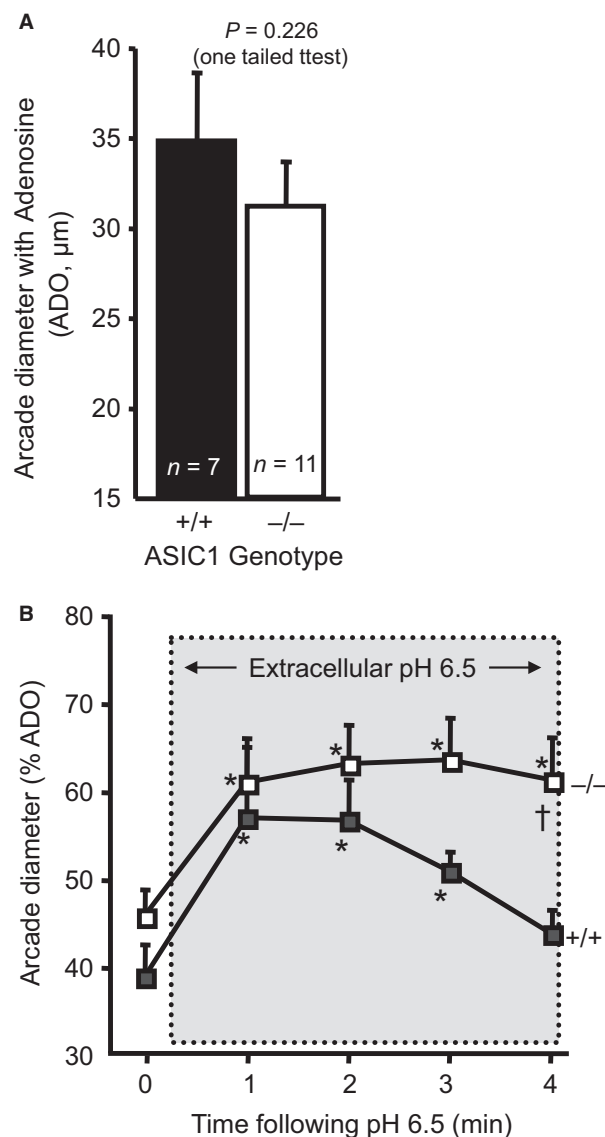 A
P = 0.226
(one tailed ttest)
40
35
30
25
20
15
Arcade diameter with Adenosine
(ADO, µm)
n = 7
n = 11
+/+
–/–
ASIC1 Genotype
B
80
70
60
50
40
30
Arcade diameter (% ADO)
Extracellular pH 6.5
*
*
*
*
*
*
*
†
–/–
+/+
0
1
2
3
4
Time following pH 6.5 (min)